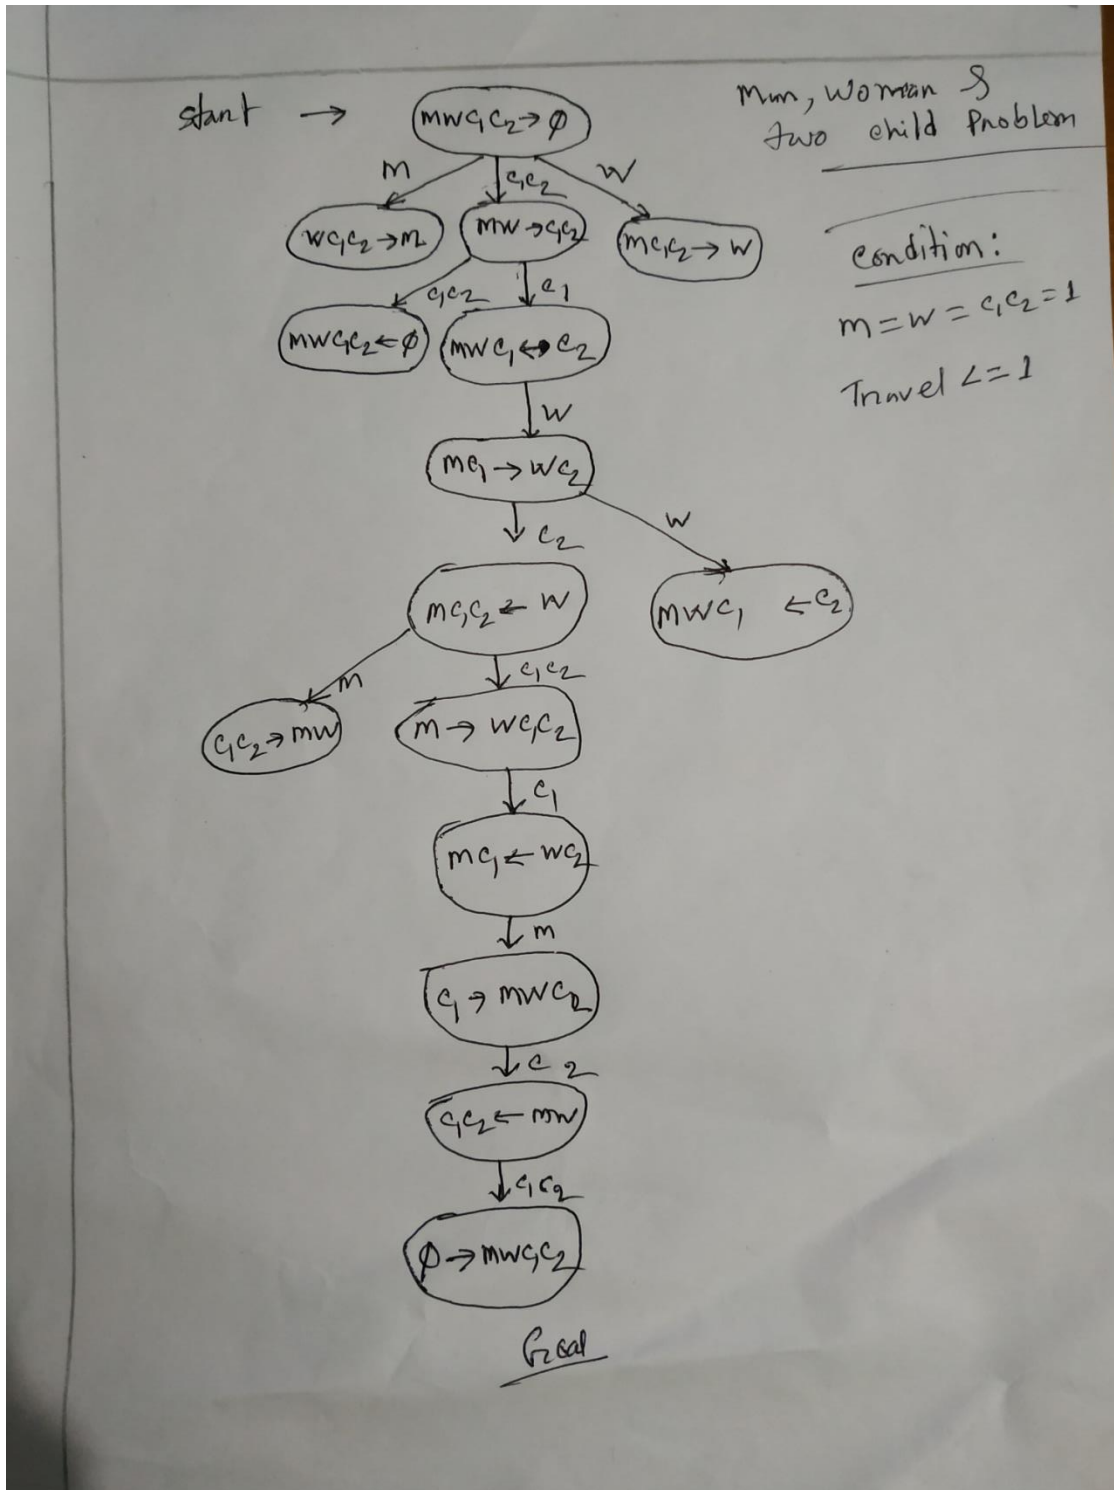 start → mwc₁c₂→φ
Man, Woman &
two child Problem
m c₁c₂ w
wc₁c₂→m mw→c₁c₂ mc₁c₂→w
condition:
m=w=c₁c₂=1
Travel <=1
c₁c₂ c₁
mwc₁c₂←φ mwc₁↔c₂
w
mc₁→wc₂
c₂ w
mc₁c₂←w mwc₁ ←c₂
m c₁c₂
c₁c₂→mw m→wc₁c₂
c₁
mc₁←wc₂
m
c₁→mwc₂
c₂
c₁c₂←mw
c₁c₂
φ→mwc₁c₂
Goal